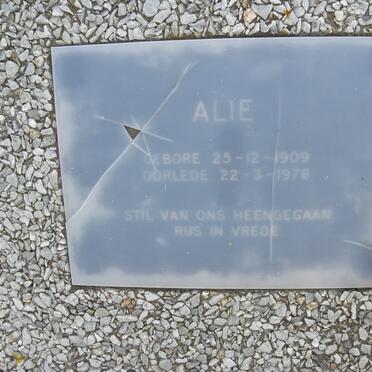 ALIE
GEBORE 25-12-1909
OORLEDE 22-3-1978
STIL VAN ONS HEENGEGAAN
RUS IN VREDE